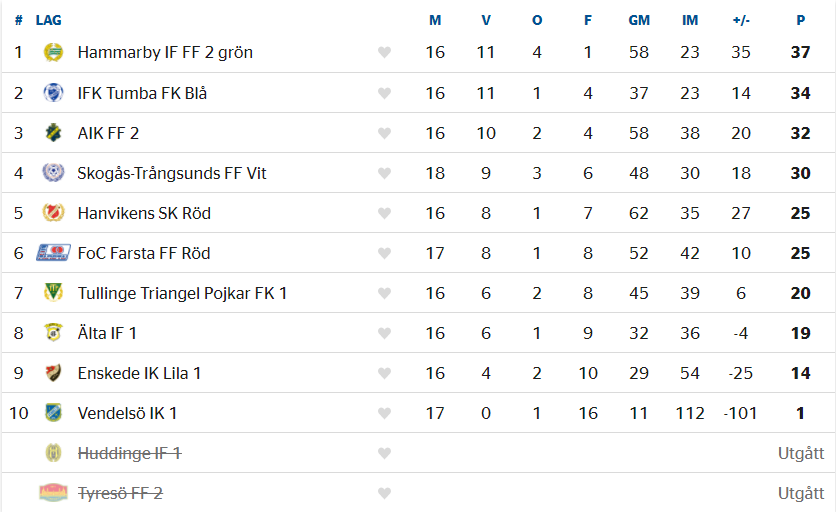 # LAG M V O F GM IM +/- P
1 Hammarby IF FF 2 grön 16 11 4 1 58 23 35 37
2 IFK Tumba FK Blå 16 11 1 4 37 23 14 34
3 AIK FF 2 16 10 2 4 58 38 20 32
4 Skogås-Trångsunds FF Vit 18 9 3 6 48 30 18 30
5 Hanvikens SK Röd 16 8 1 7 62 35 27 25
6 FoC Farsta FF Röd 17 8 1 8 52 42 10 25
7 Tullinge Triangel Pojkar FK 1 16 6 2 8 45 39 6 20
8 Älta IF 1 16 6 1 9 32 36 -4 19
9 Enskede IK Lila 1 16 4 2 10 29 54 -25 14
10 Vendelsö IK 1 17 0 1 16 11 112 -101 1
Huddinge IF 1 Utgått
Tyresö FF 2 Utgått